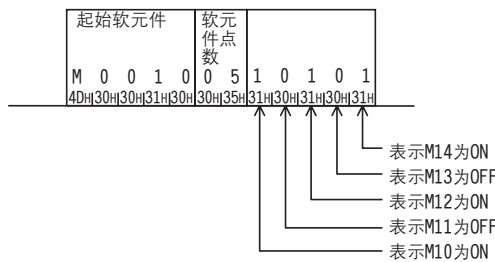 起始软元件
软元
件点
数
M 0 0 1 0 0 5 1 0 1 0 1
4DH 30H 30H 31H 30H 30H 35H 31H 30H 31H 30H 31H
表示M14为ON
表示M13为OFF
表示M12为ON
表示M11为OFF
表示M10为ON